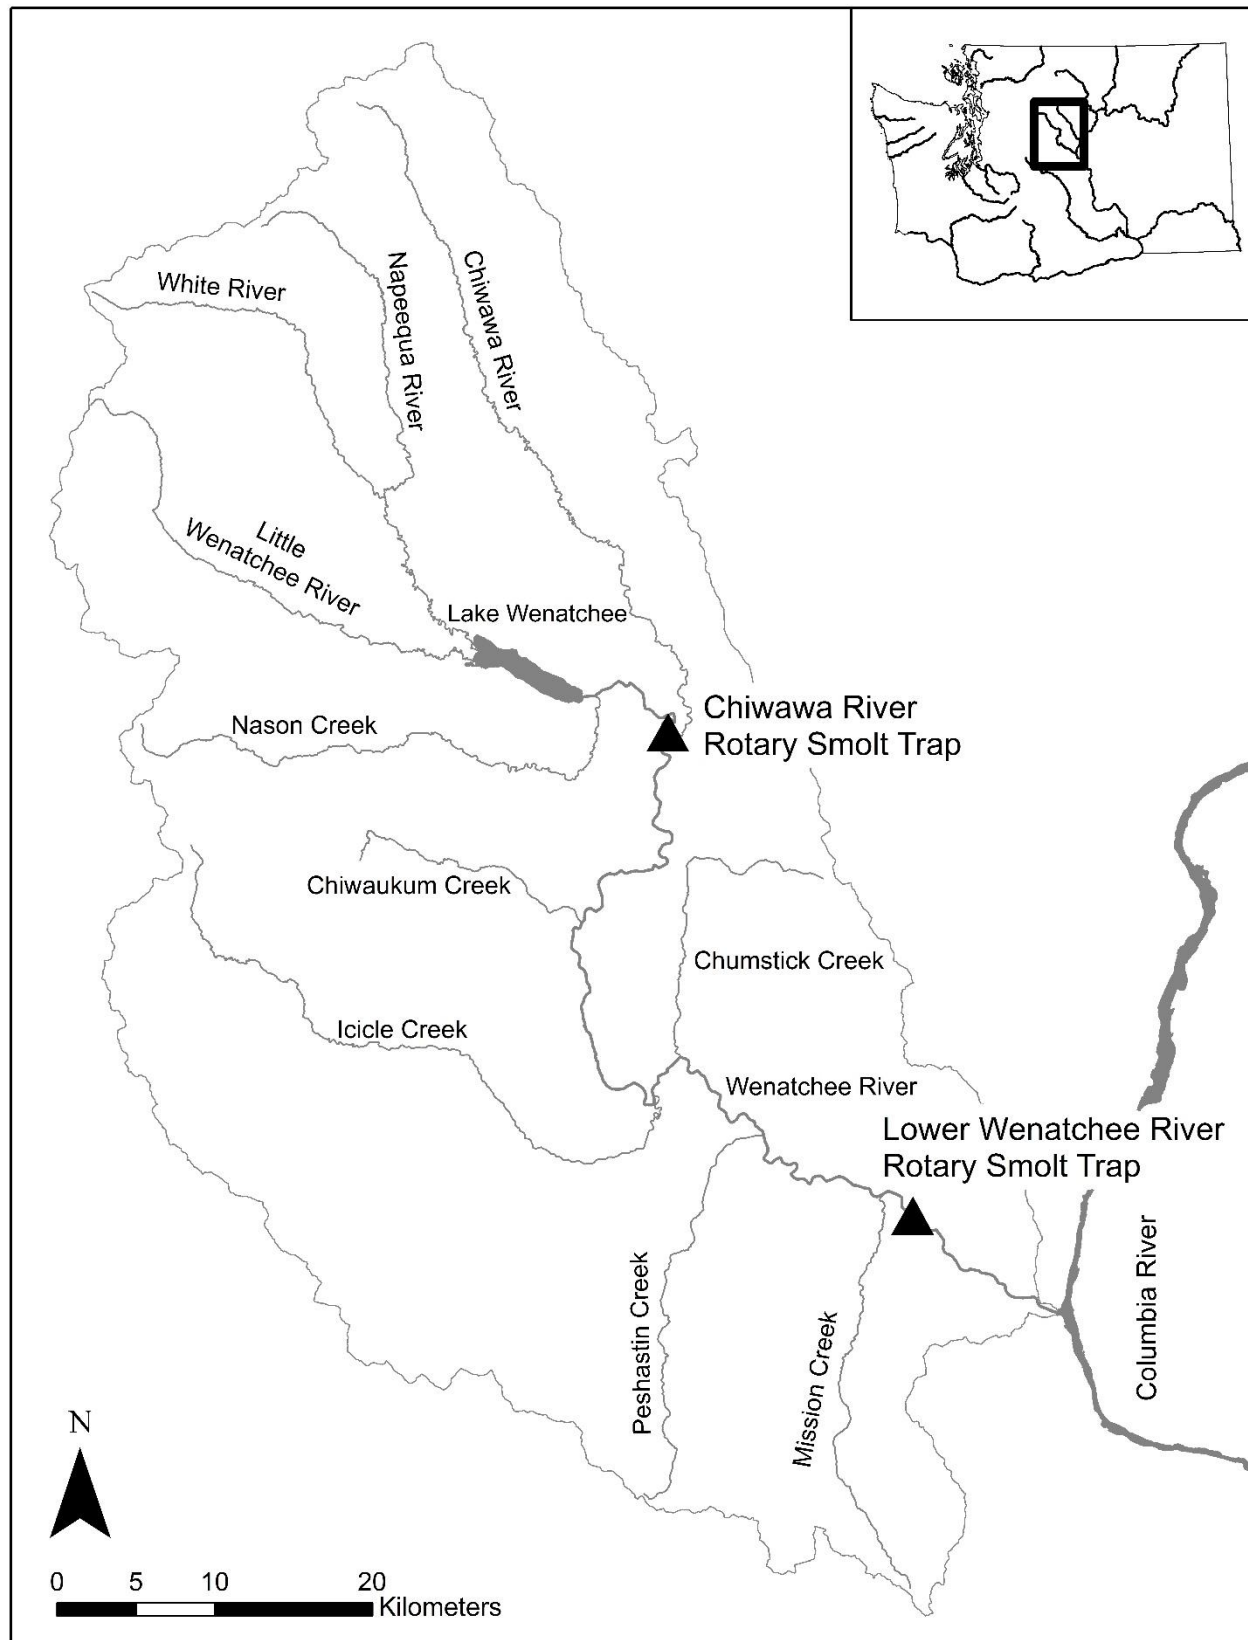 White River
Napeequa River
Chiwawa River
Little
Wenatchee River
Lake Wenatchee
Chiwawa River
Rotary Smolt Trap
Nason Creek
Chiwaukum Creek
Chumstick Creek
Icicle Creek
Wenatchee River
Lower Wenatchee River
Rotary Smolt Trap
Columbia River
Peshastin Creek
Mission Creek
N
0 5 10 20
Kilometers